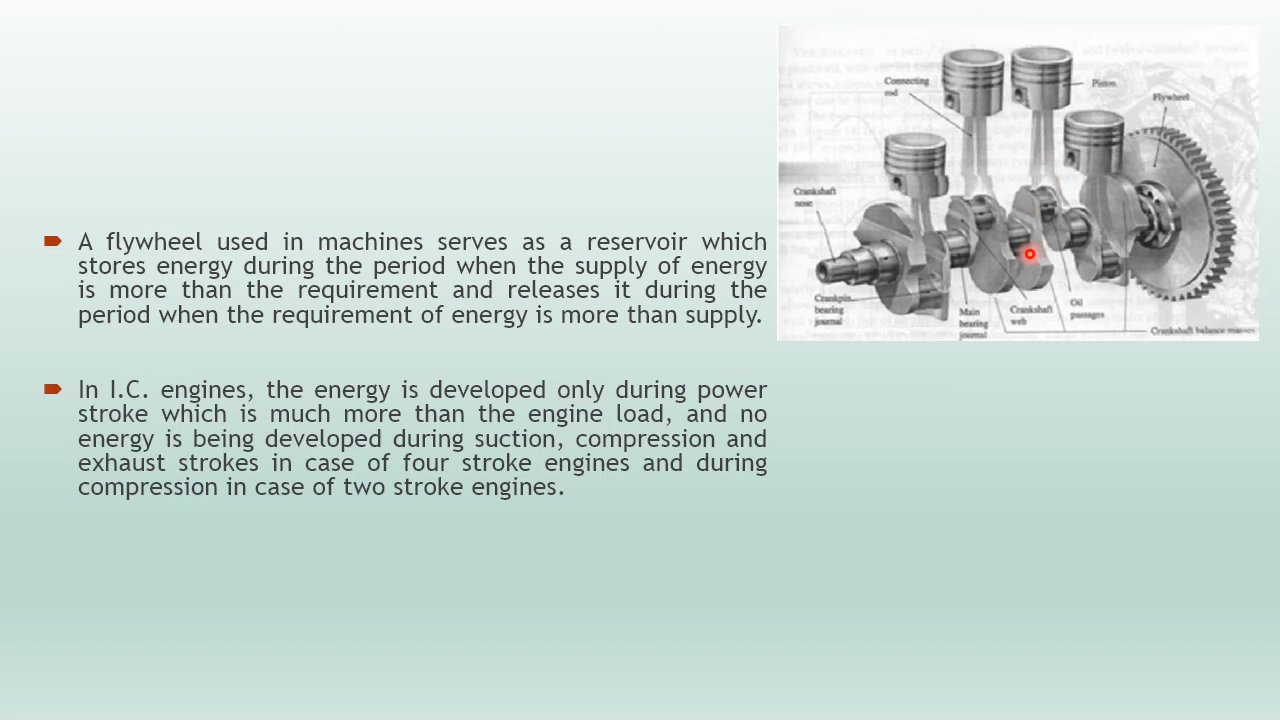 A flywheel used in machines serves as a reservoir which
stores energy during the period when the supply of energy
is more than the requirement and releases it during the
period when the requirement of energy is more than supply.
In I.C. engines, the energy is developed only during power
stroke which is much more than the engine load, and no
energy is being developed during suction, compression and
exhaust strokes in case of four stroke engines and during
compression in case of two stroke engines.
Connecting
rod
Piston
Flywheel
Crankshaft
nose
Crankpin
bearing
journal
Main
bearing
journal
Crankshaft
web
Oil
passages
Crankshaft balance masses